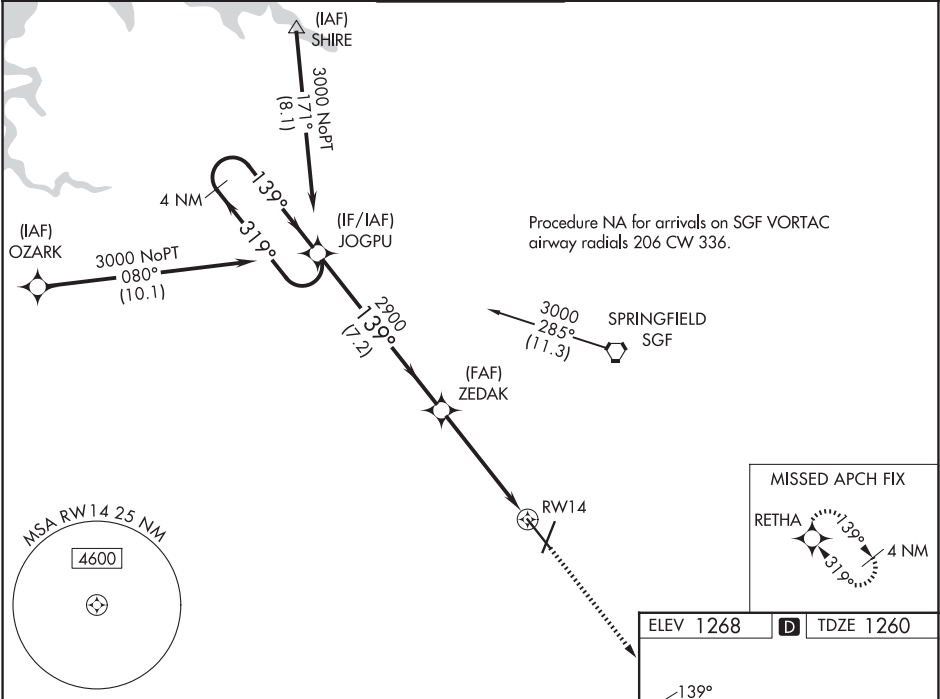 (IAF)
SHIRE
3000 NoPT
171°
(8.1)
4 NM
139°
319°
(IF/IAF)
JOGPU
(IAF)
OZARK
3000 NoPT
080°
(10.1)
Procedure NA for arrivals on SGF VORTAC
airway radials 206 CW 336.
2900
139°
(7.2)
3000
285°
(11.3)
SPRINGFIELD
SGF
(FAF)
ZEDAK
RW14
MISSED APCH FIX
RETHA
139°
4 NM
319°
MSA RW14 25 NM
4600
ELEV 1268
D
TDZE 1260
139°